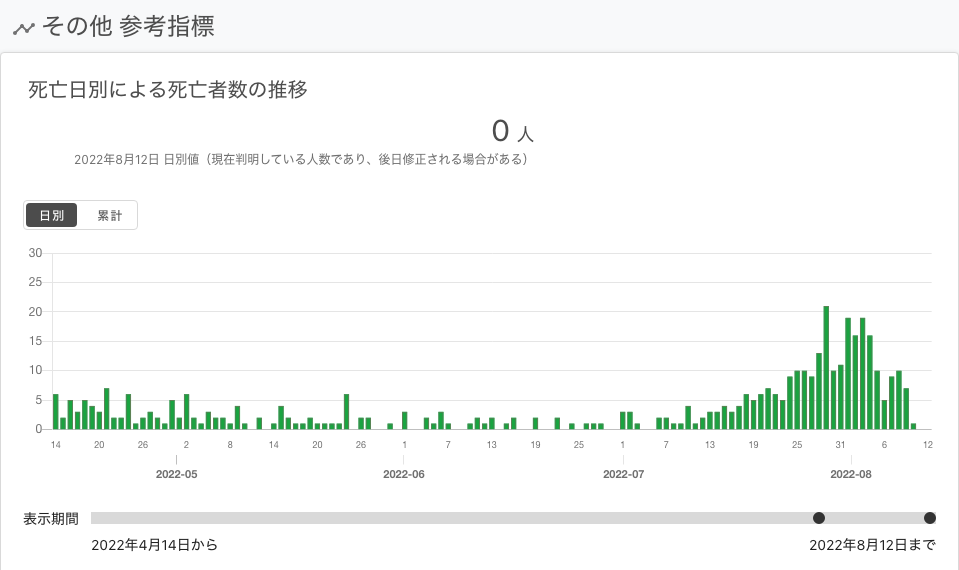 その他 参考指標
死亡日別による死亡者数の推移
0 人
2022年8月12日 日別値（現在判明している人数であり、後日修正される場合がある）
日別 累計
30
25
20
15
10
5
0
14 20 26 2 8 14 20 26 1 7 13 19 25 1 7 13 19 25 31 6 12
2022-05 2022-06 2022-07 2022-08
表示期間
2022年4月14日から 2022年8月12日まで